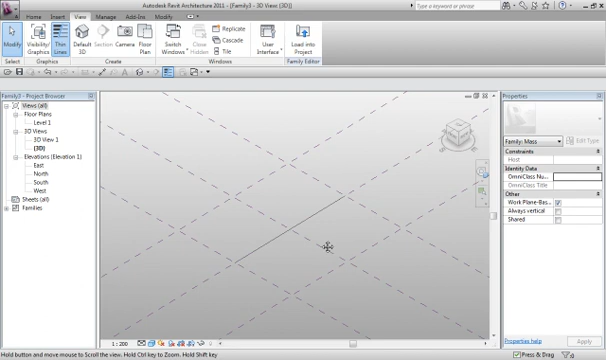 Autodesk Revit Architecture 2011 - 3D View: {3D}
Type a keyword or phrase
Home Insert View Manage Add-Ins Modify
Modify
Visibility/ Graphics
Thin Lines
Default 3D
Section
Camera
Floor Plan
Switch Windows
Close Hidden
Replicate
Cascade
Tile
User Interface
Load into Project
Select Graphics Create Windows Family Editor
Family3 - Project Browser
Views (all)
Floor Plans
Level 1
3D Views
3D View 1
{3D}
Elevations (Elevation 1)
East
North
South
West
Sheets (all)
Families
Properties
Family: Mass
Edit Type
Constraints
Host
Identity Data
OmniClass Nu...
OmniClass Title
Work Plane-Bas...
Always vertical
Shared
Properties help
Apply
1 : 200
Hold button and move mouse to Scroll the view. Hold Ctrl key to Zoom. Hold Shift key
Press & Drag
:0